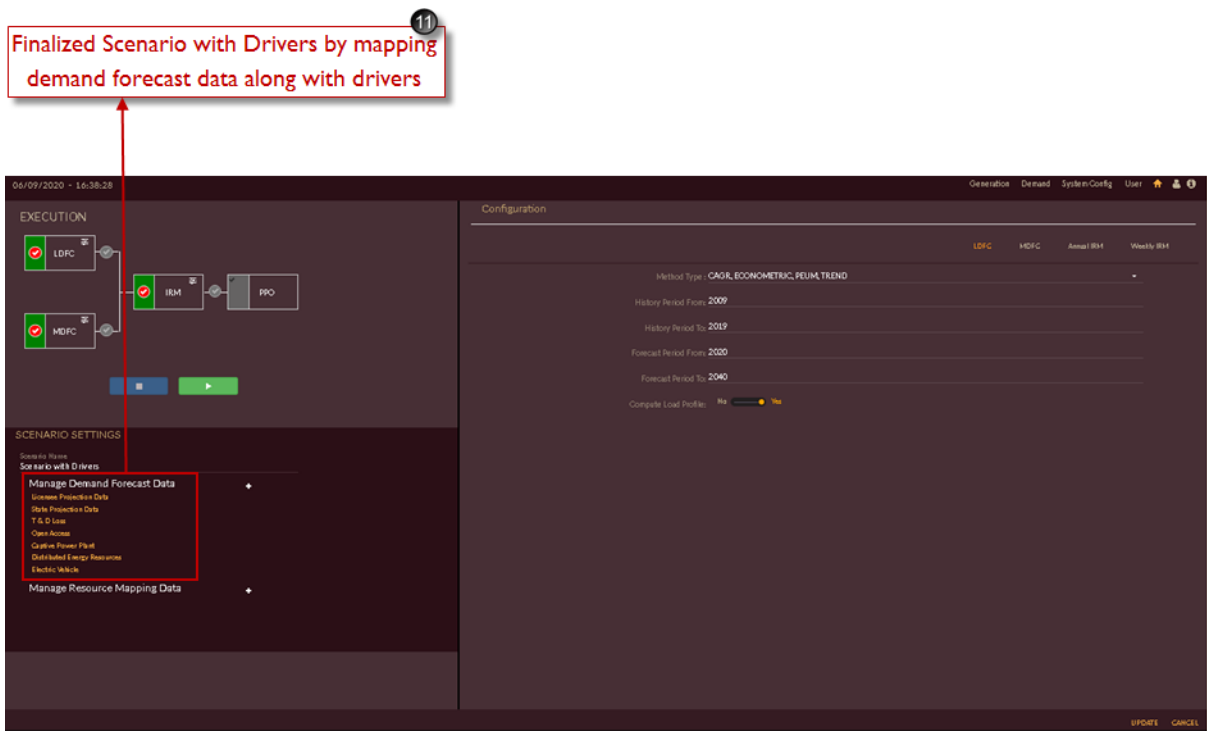 11
Finalized Scenario with Drivers by mapping
demand forecast data along with drivers
06/09/2020 - 16:38:28
Generation Demand System Config User
EXECUTION
LDFC
IRM
PPO
MDFC
SCENARIO SETTINGS
Scenario Name
Scenario with Drivers
Manage Demand Forecast Data
Licensee Projection Data
State Projection Data
T & D Loss
Open Access
Captive Power Plant
Distributed Energy Resources
Electric Vehicle
Manage Resource Mapping Data
Configuration
LDFC MDFC Annual IRM Weekly IRM
Method Type : CAGR, ECONOMETRIC, PEUM, TREND
History Period From: 2009
History Period To: 2019
Forecast Period From: 2020
Forecast Period To: 2040
Compute Load Profile: No Yes
UPDATE CANCEL